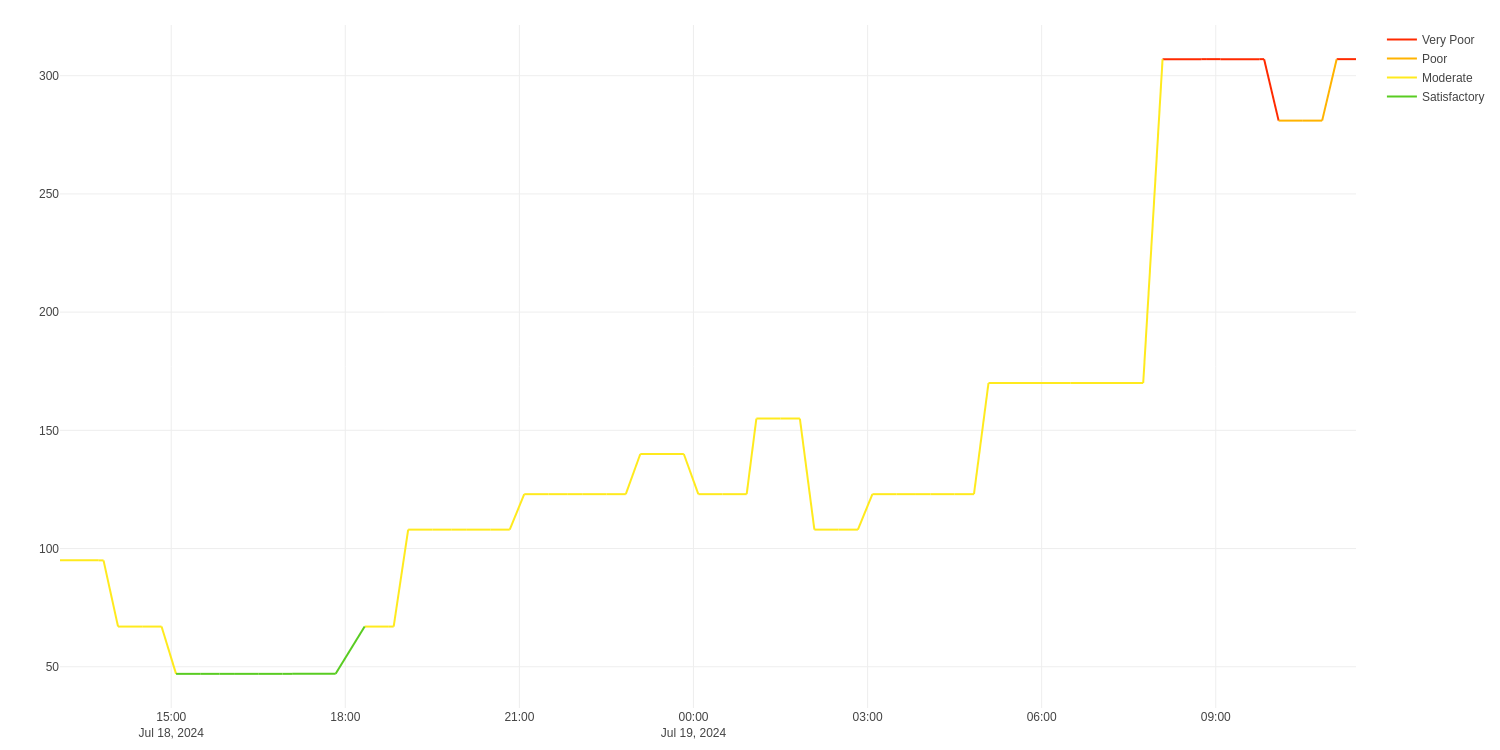 300
250
200
150
100
50
15:00
Jul 18, 2024
18:00
21:00
00:00
Jul 19, 2024
03:00
06:00
09:00
Very Poor
Poor
Moderate
Satisfactory